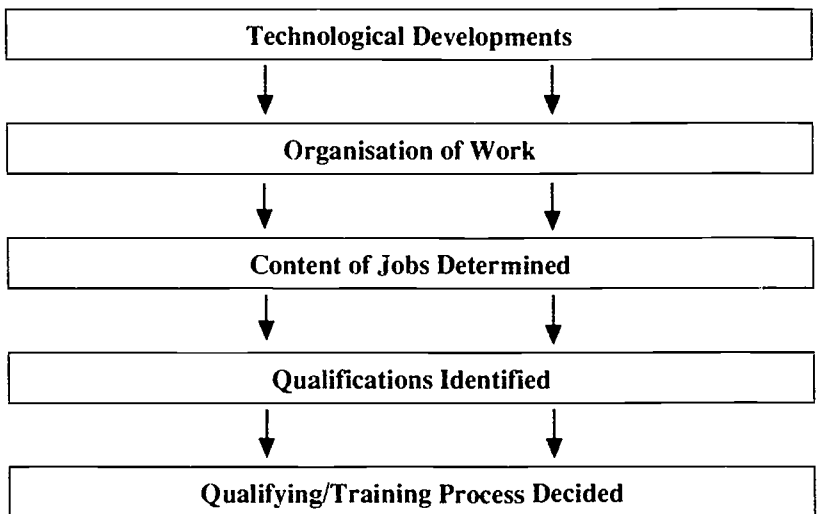 Technological Developments
Organisation of Work
Content of Jobs Determined
Qualifications Identified
Qualifying/Training Process Decided